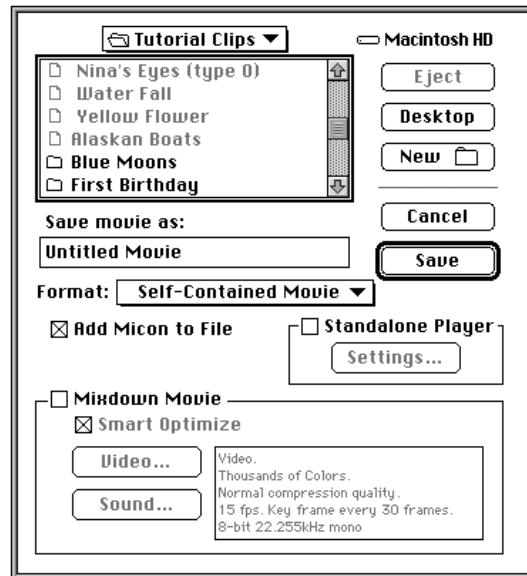 Tutorial Clips
Macintosh HD
Nina's Eyes (type 0)
Water Fall
Yellow Flower
Alaskan Boats
Blue Moons
First Birthday
Eject
Desktop
New
Save movie as:
Untitled Movie
Cancel
Save
Format: Self-Contained Movie
Add Micon to File
Standalone Player
Settings...
Mixdown Movie
Smart Optimize
Video...
Sound...
Video.
Thousands of Colors.
Normal compression quality.
15 fps. Key frame every 30 frames.
8-bit 22.255kHz mono